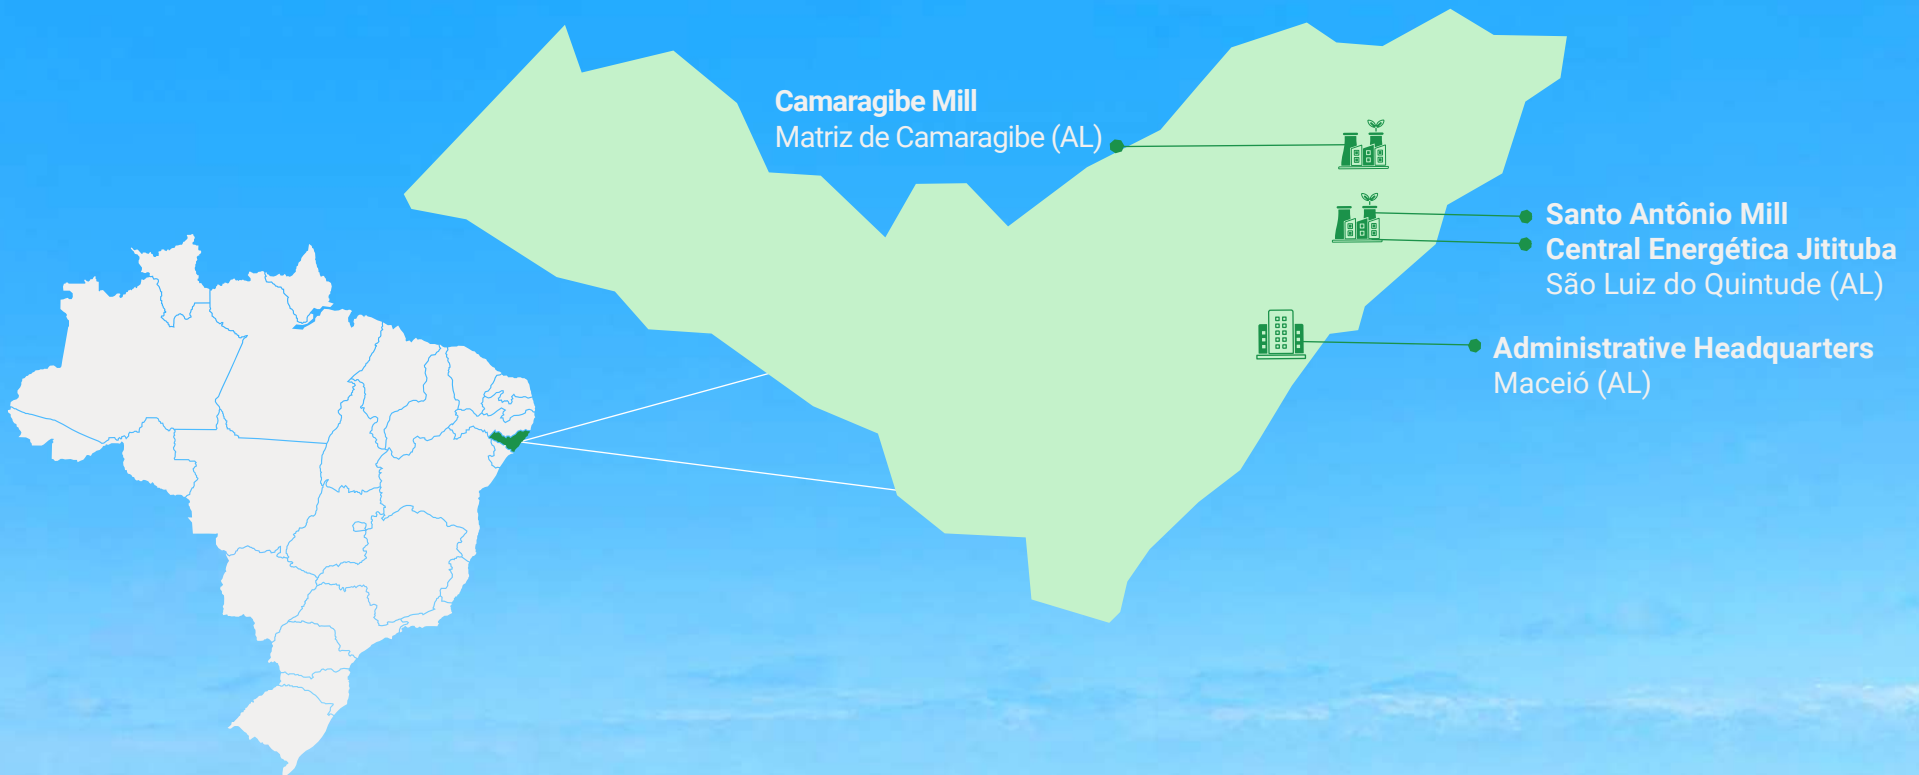 Camaragibe Mill
Matriz de Camaragibe (AL)
Santo Antônio Mill
Central Energética Jitituba
São Luiz do Quintude (AL)
Administrative Headquarters
Maceió (AL)